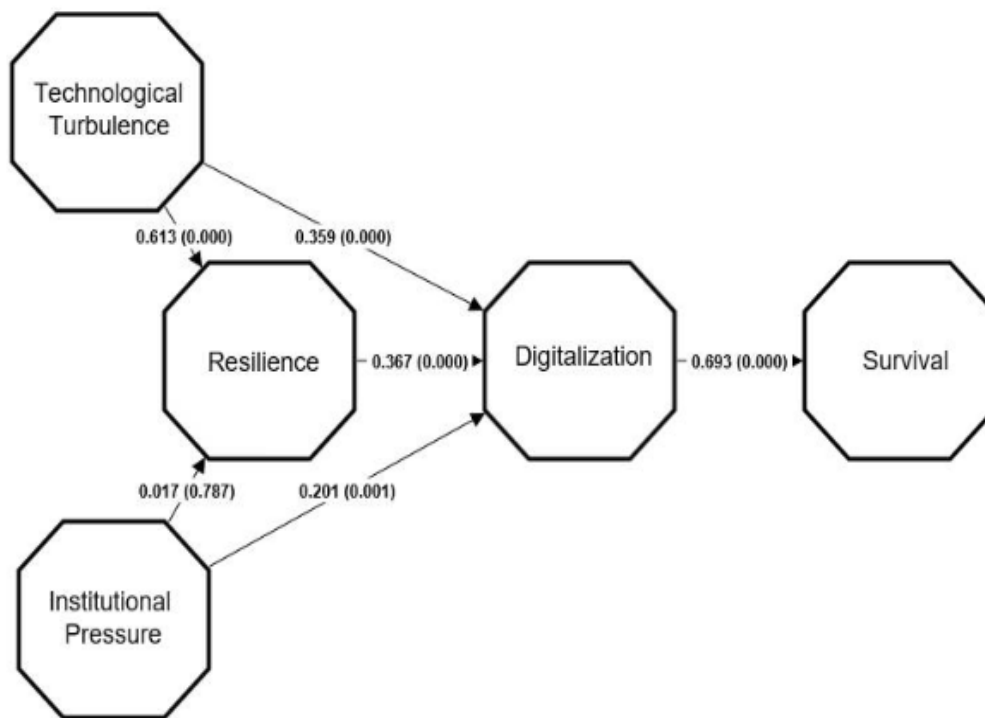 Technological
Turbulence
0.613 (0.000)
0.359 (0.000)
Resilience
0.367 (0.000)
Digitalization
0.693 (0.000)
Survival
0.017 (0.787)
0.201 (0.001)
Institutional
Pressure